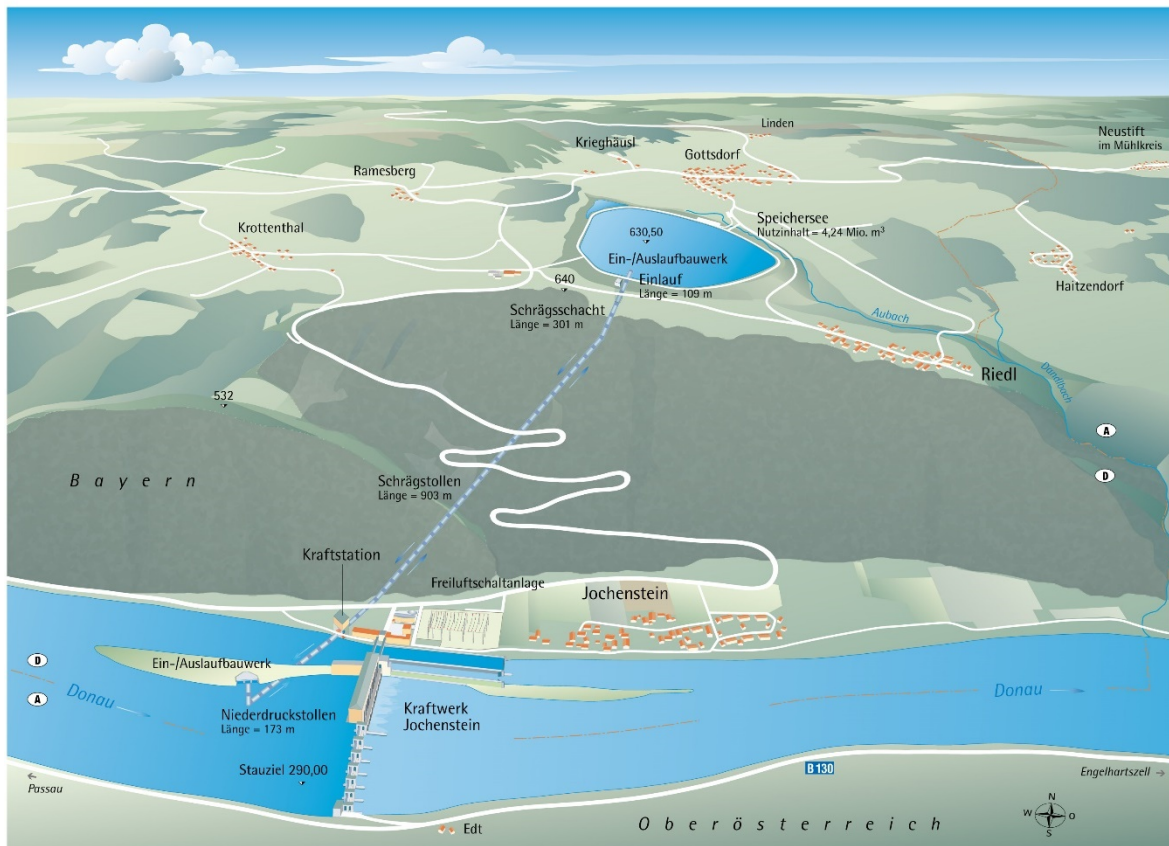 Linden
Krieghäusl
Neustift
im Mühlkreis
Gottsdorf
Ramesberg
Speichersee
Nutzinhalt = 4,24 Mio. m³
Krottenthal
630,50
Ein-/Auslaufbauwerk
Einlauf
Länge = 109 m
640
Haitzendorf
Schrägsschacht
Länge = 301 m
Aubach
Riedl
Dandlbach
532
A
D
Bayern
Schrägstollen
Länge = 903 m
Kraftstation
Freiluftschaltanlage
Jochenstein
D
Ein-/Auslaufbauwerk
A
Donau
Donau
Niederdruckstollen
Länge = 173 m
Kraftwerk
Jochenstein
Stauziel 290,00
B 130
Passau
Engelhartszell
Edt
Oberösterreich
N
W
O
S